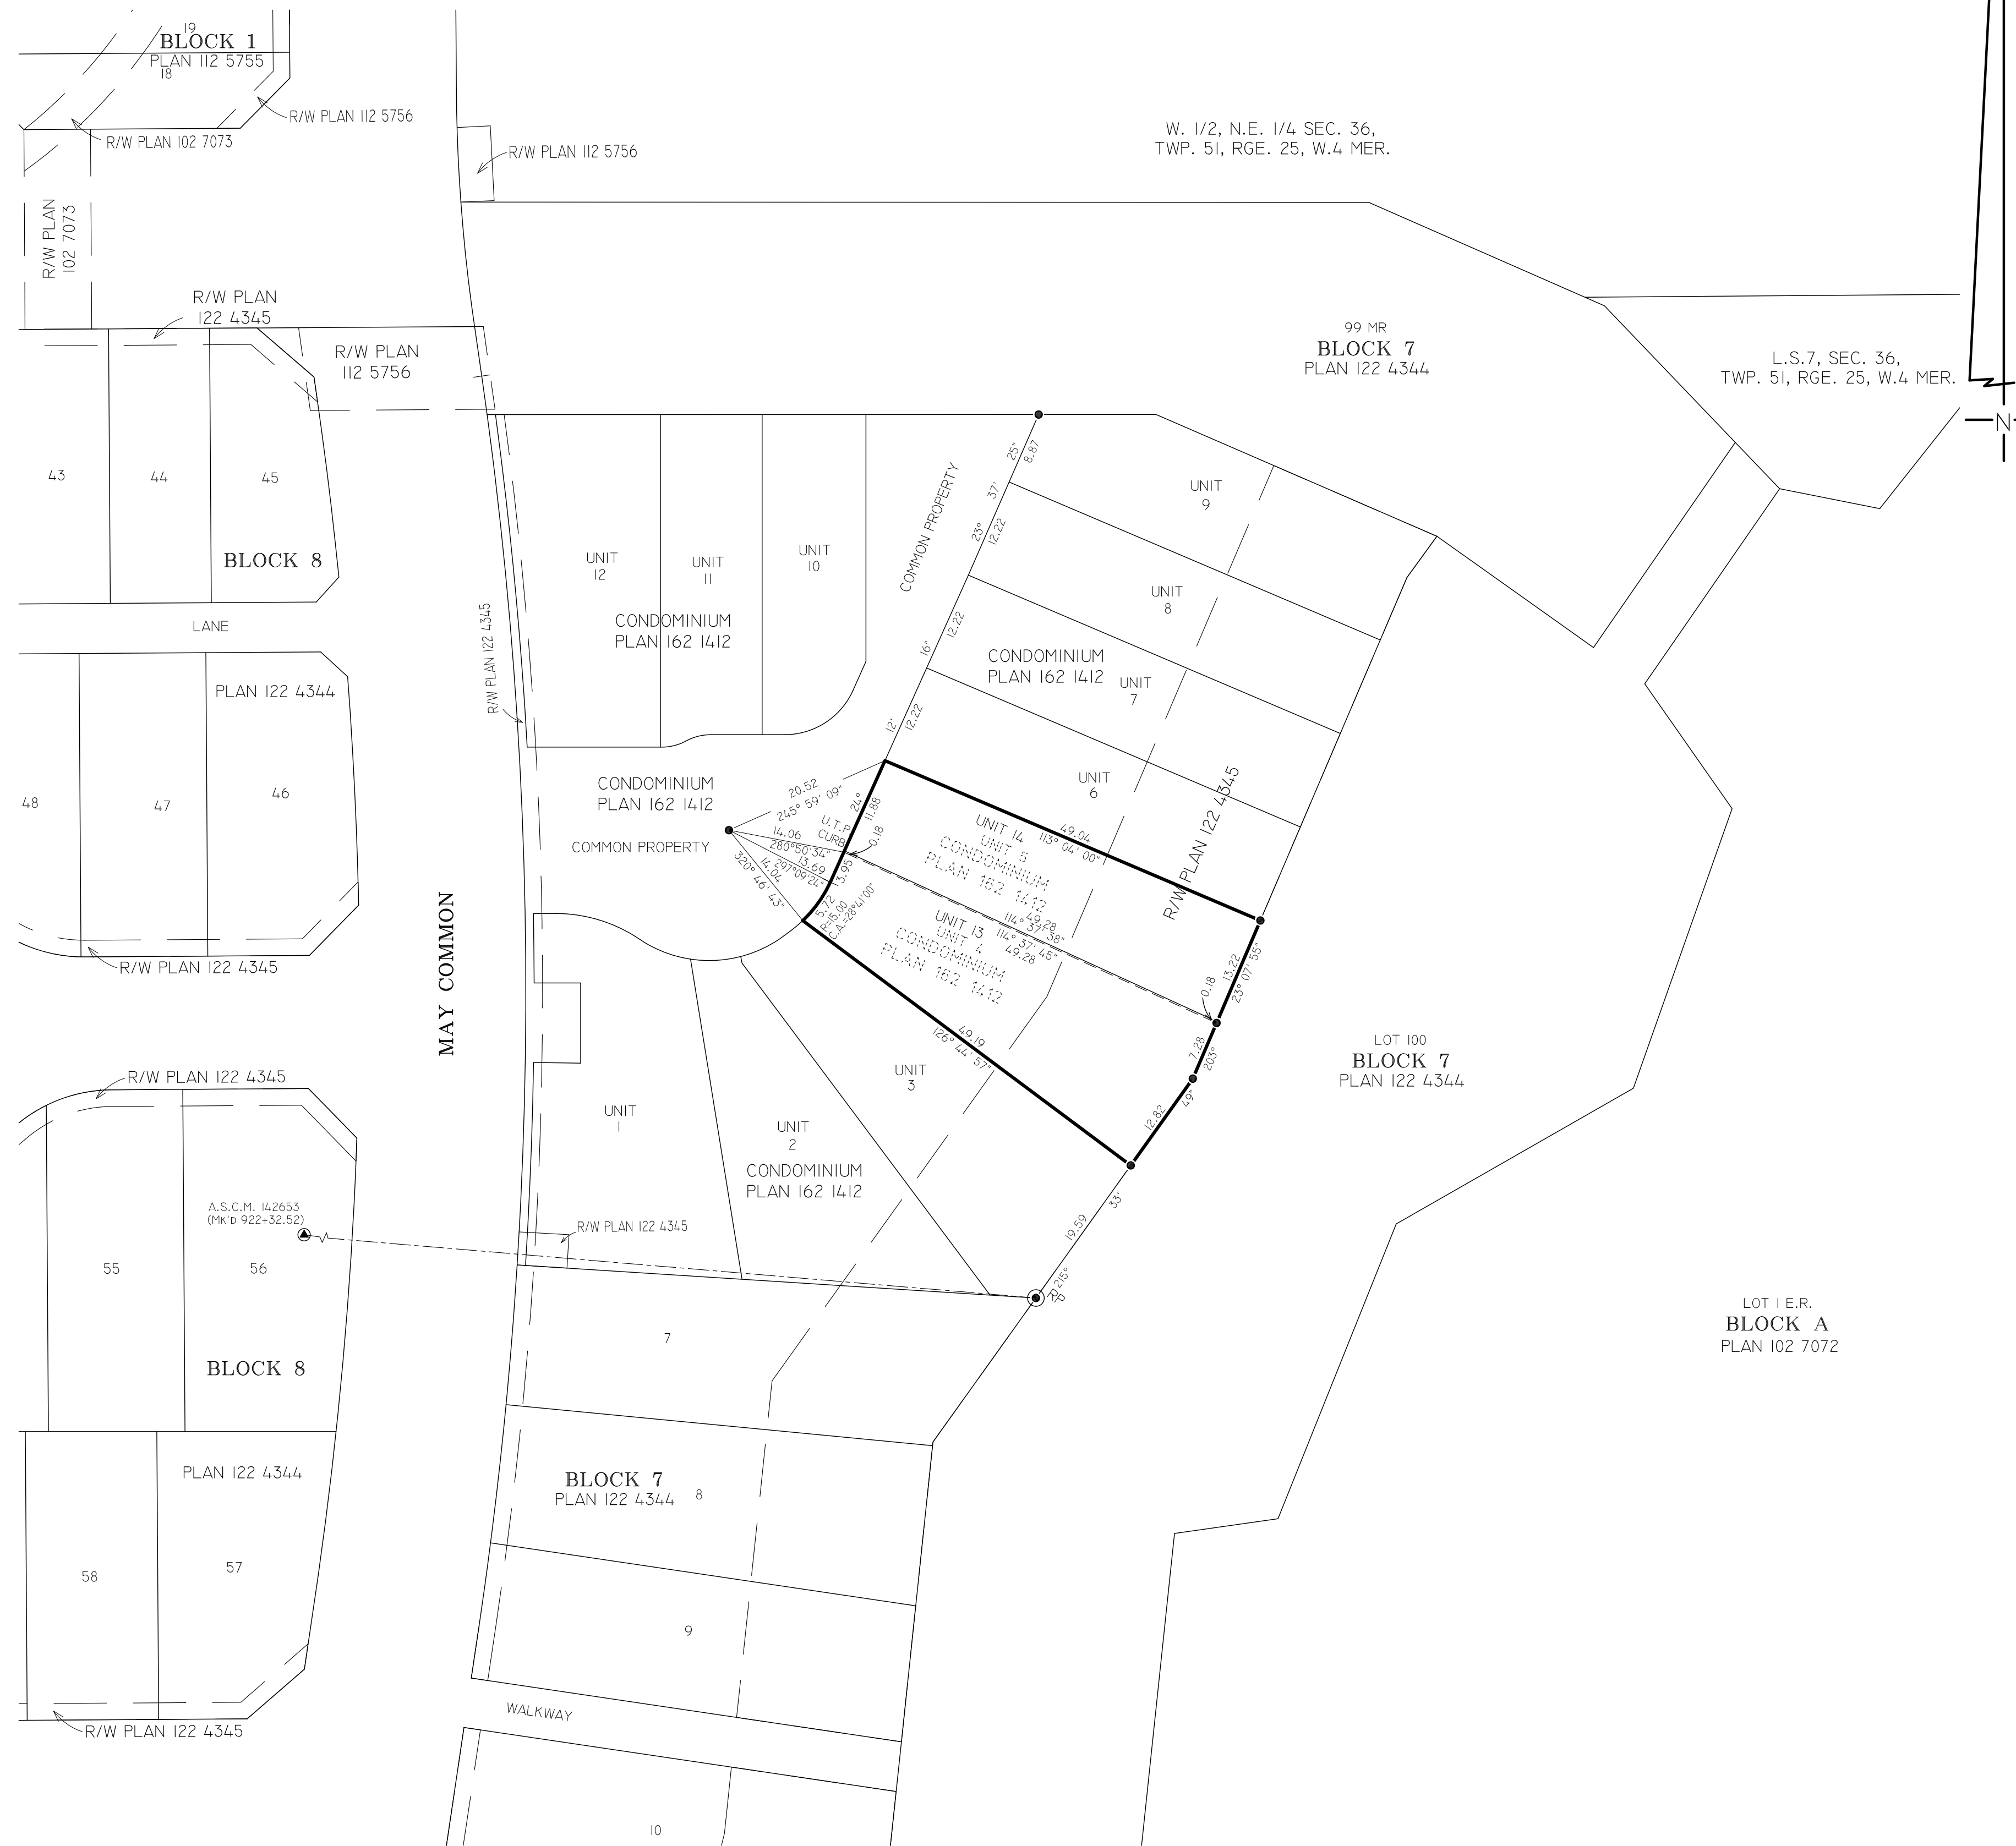 19
BLOCK 1
PLAN 112 5755
18
R/W PLAN 112 5756
R/W PLAN 102 7073
R/W PLAN 112 5756
W. 1/2, N.E. 1/4 SEC. 36,
TWP. 51, RGE. 25, W.4 MER.
R/W PLAN
102 7073
R/W PLAN
122 4345
R/W PLAN
112 5756
99 MR
BLOCK 7
PLAN 122 4344
L.S.7, SEC. 36,
TWP. 51, RGE. 25, W.4 MER.
N
43
44
45
BLOCK 8
LANE
PLAN 122 4344
48
47
46
R/W PLAN 122 4345
MAY COMMON
R/W PLAN 122 4345
UNIT
12
UNIT
11
UNIT
10
CONDOMINIUM
PLAN 162 1412
COMMON PROPERTY
25"
8.87
37'
23°
12.22
12.22
16"
12.22
12'
24°
11.88
UNIT
9
UNIT
8
CONDOMINIUM
PLAN 162 1412
UNIT
7
UNIT
6
R/W PLAN 122 4345
CONDOMINIUM
PLAN 162 1412
COMMON PROPERTY
20.52
245° 59' 09"
U.T.P.
CURB
0.18
14.06
280°50'34"
13.69
297°09'24"
14.04
320° 46' 43"
3.95
5.72
R=15.00
C.A.=28°41'00"
49.04
113° 04' 00"
UNIT 14
UNIT 5
CONDOMINIUM
PLAN 162 1412
49.28
114° 37' 38"
114° 37' 45"
49.28
UNIT 13
UNIT 4
CONDOMINIUM
PLAN 162 1412
13.22
23° 07' 55"
0.18
7.28
203°
49"
12.82
49.19
126° 44' 57"
33'
19.59
215°
RP
UNIT
3
UNIT
1
UNIT
2
CONDOMINIUM
PLAN 162 1412
R/W PLAN 122 4345
LOT 100
BLOCK 7
PLAN 122 4344
R/W PLAN 122 4345
A.S.C.M. 142653
(MK'D 922+32.52)
55
56
BLOCK 8
PLAN 122 4344
58
57
R/W PLAN 122 4345
7
BLOCK 7
PLAN 122 4344
8
9
WALKWAY
10
LOT 1 E.R.
BLOCK A
PLAN 102 7072